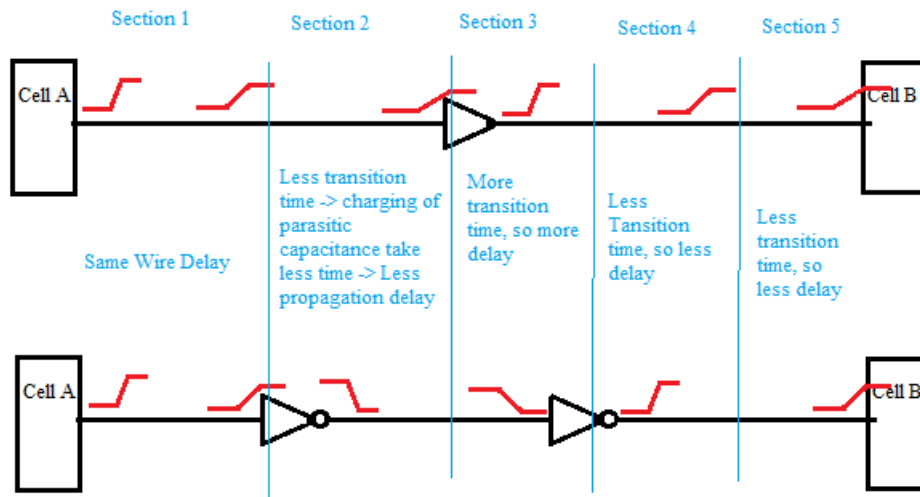 Section 1
Section 2
Section 3
Section 4
Section 5
Cell A
Cell B
Same Wire Delay
Less transition
time -> charging of
parasitic
capacitance take
less time -> Less
propagation delay
More
transition
time, so more
delay
Less
Tansition
time, so less
delay
Less
transition
time, so
less delay
Cell A
Cell B